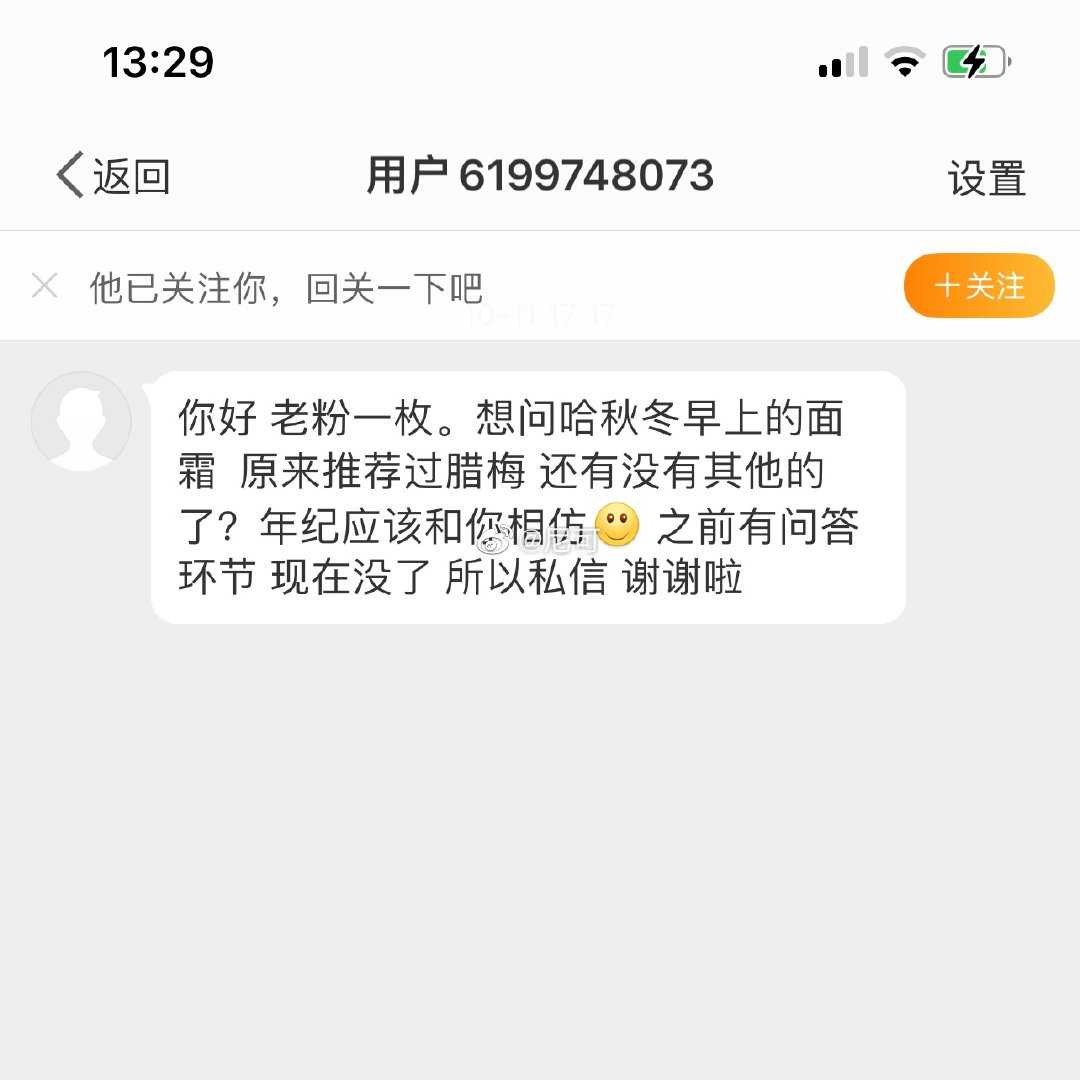 13:29
返回
用户6199748073
设置
他已关注你，回关一下吧
+关注
10-11 17:17
你好 老粉一枚。想问哈秋冬早上的面
霜 原来推荐过腊梅 还有没有其他的
了？年纪应该和你相仿 之前有问答
环节 现在没了 所以私信 谢谢啦